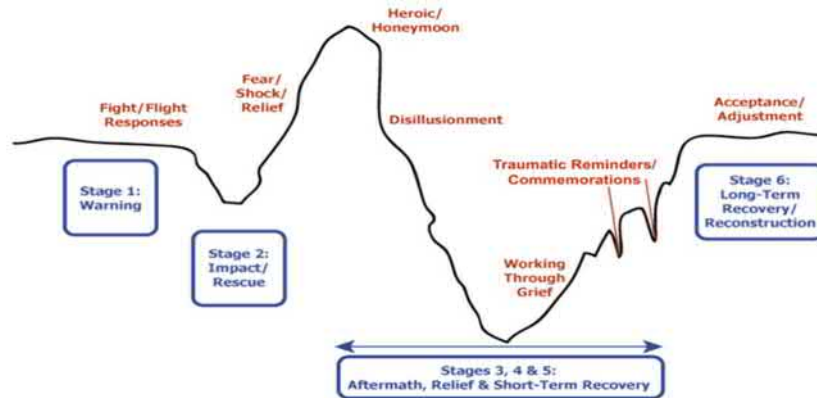 Heroic/
Honeymoon
Fear/
Shock/
Relief
Fight/Flight
Responses
Disillusionment
Acceptance/
Adjustment
Traumatic Reminders/
Commemorations
Stage 1:
Warning
Stage 2:
Impact/
Rescue
Working
Through
Grief
Stage 6:
Long-Term
Recovery/
Reconstruction
Stages 3, 4 & 5:
Aftermath, Relief & Short-Term Recovery